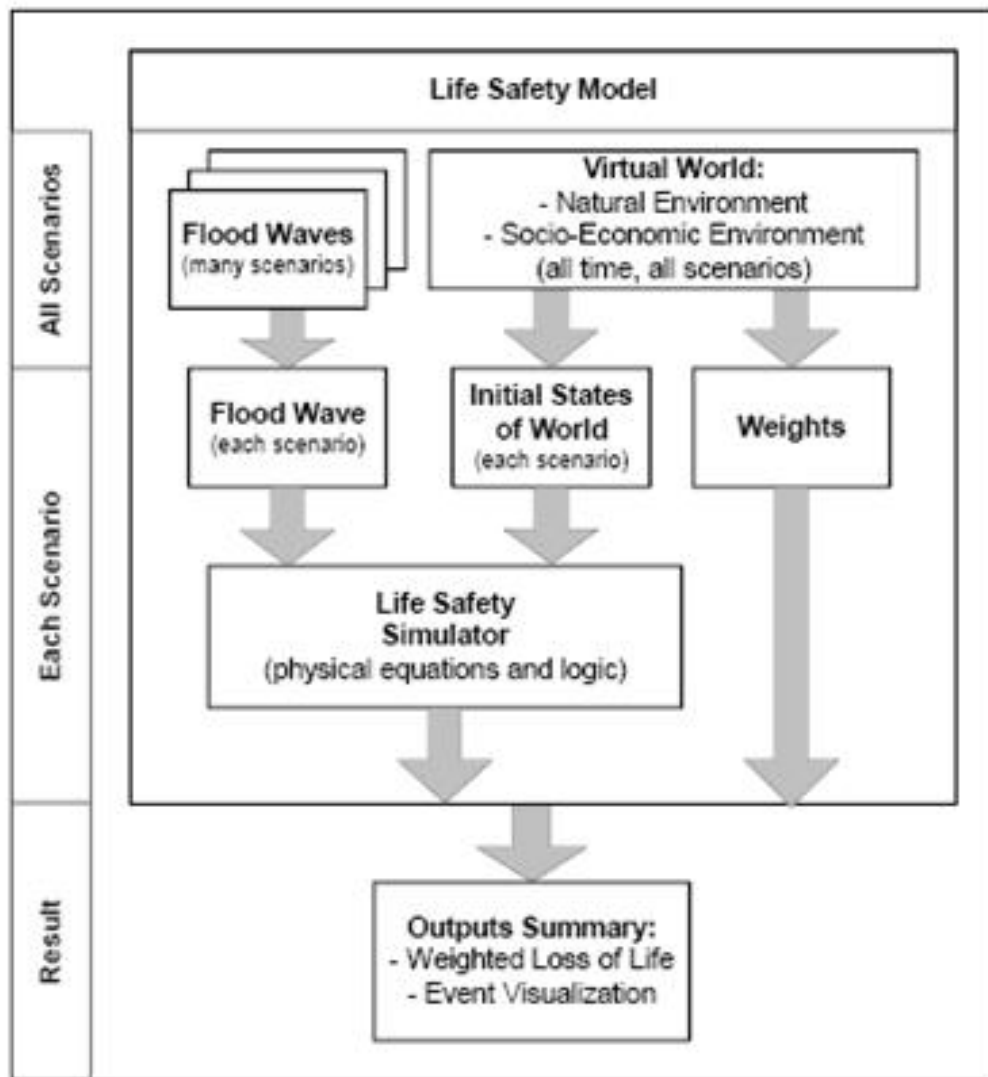 Life Safety Model
All Scenarios
Flood Waves
(many scenarios)
Virtual World:
- Natural Environment
- Socio-Economic Environment
(all time, all scenarios)
Each Scenario
Flood Wave
(each scenario)
Initial States
of World
(each scenario)
Weights
Life Safety
Simulator
(physical equations and logic)
Result
Outputs Summary:
- Weighted Loss of Life
- Event Visualization